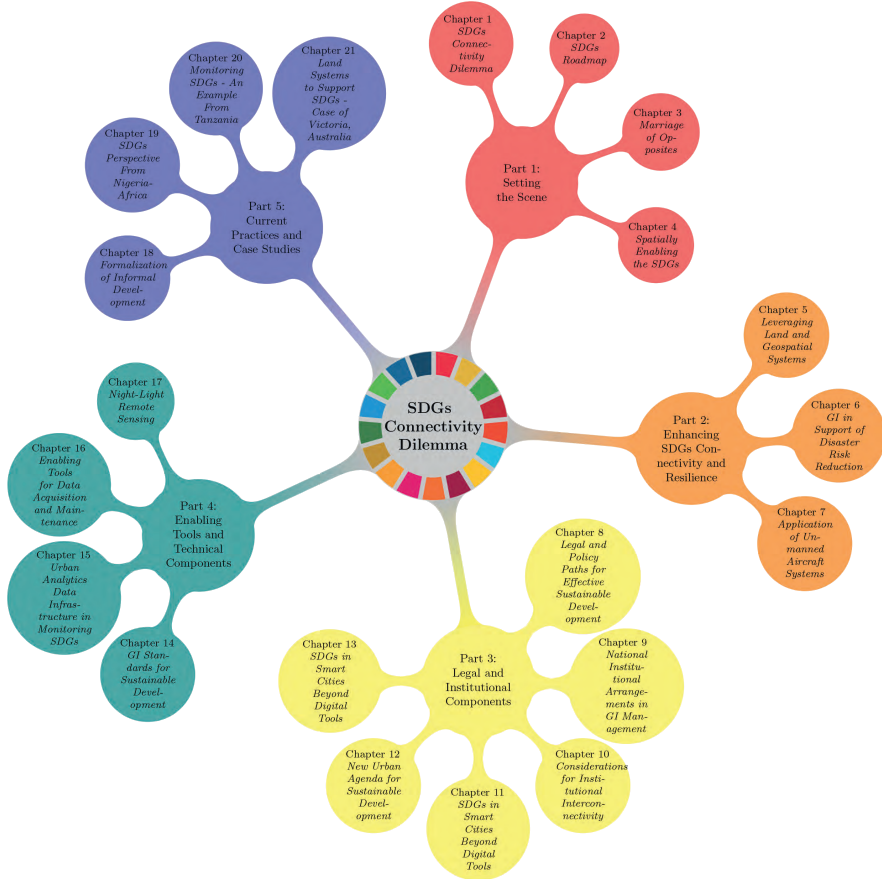 SDGs
Connectivity
Dilemma
Part 1:
Setting
the Scene
Chapter 1
SDGs
Connec-
tivity
Dilemma
Chapter 2
SDGs
Roadmap
Chapter 3
Marriage
of Op-
posites
Chapter 4
Spatially
Enabling
the SDGs
Part 2:
Enhancing
SDGs Con-
nectivity and
Resilience
Chapter 5
Leveraging
Land and
Geospatial
Systems
Chapter 6
GI in
Support of
Disaster
Risk
Reduction
Chapter 7
Application
of Un-
manned
Aircraft
Systems
Part 3:
Legal and
Institutional
Components
Chapter 8
Legal and
Policy
Paths for
Effective
Sustainable
Devel-
opment
Chapter 9
National
Institu-
tional
Arrange-
ments in
GI Man-
agement
Chapter 10
Considerations
for Insti-
tutional
Intercon-
nectivity
Chapter 11
SDGs in
Smart
Cities
Beyond
Digital
Tools
Chapter 12
New Urban
Agenda for
Sustainable
Devel-
opment
Chapter 13
SDGs in
Smart
Cities
Beyond
Digital
Tools
Part 4:
Enabling
Tools and
Technical
Components
Chapter 14
GI Stan-
dards for
Sustainable
Devel-
opment
Chapter 15
Urban
Analytics
Data
Infras-
tructure in
Monitoring
SDGs
Chapter 16
Enabling
Tools
for Data
Acquisition
and Main-
tenance
Chapter 17
Night-Light
Remote
Sensing
Part 5:
Current
Practices and
Case Studies
Chapter 18
Formalization
of Informal
Devel-
opment
Chapter 19
SDGs
Perspective
From
Nigeria-
Africa
Chapter 20
Monitoring
SDGs - An
Example
From
Tanzania
Chapter 21
Land
Systems
to Support
SDGs -
Case of
Victoria,
Australia